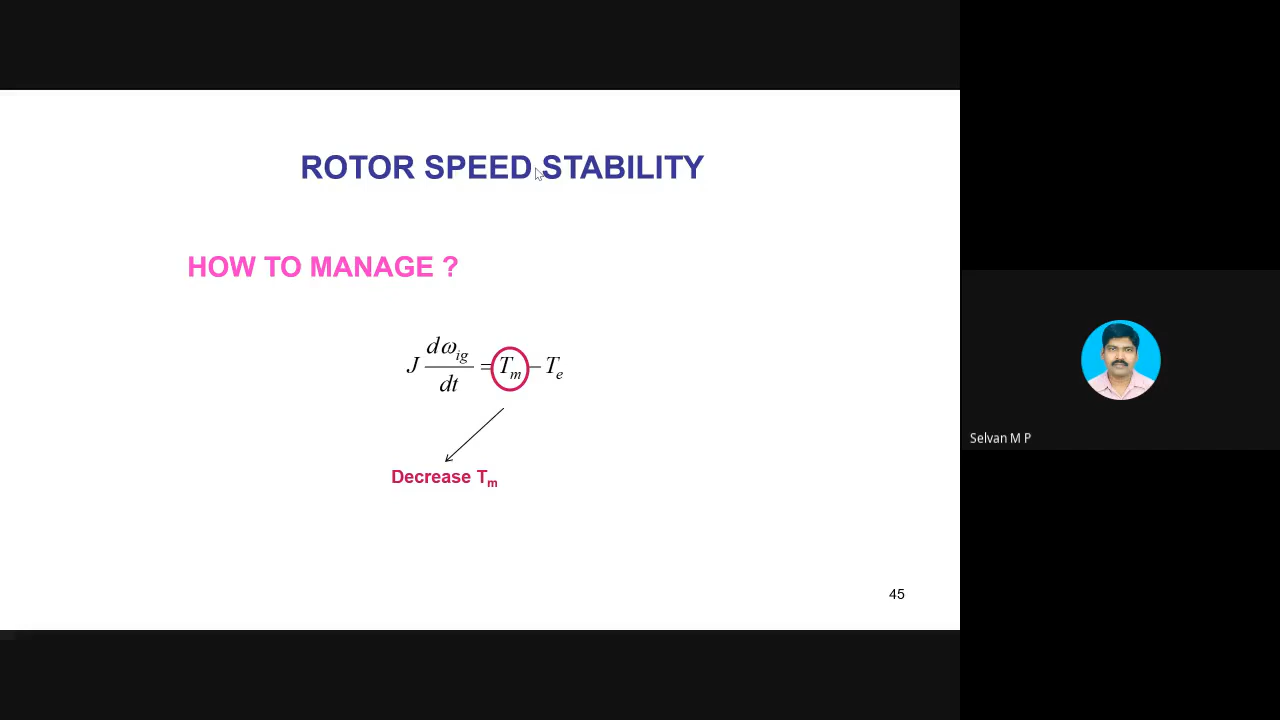 ROTOR SPEED STABILITY
HOW TO MANAGE ?
J dω_ig/dt = T_m – T_e
Decrease T_m
45
Selvan M P